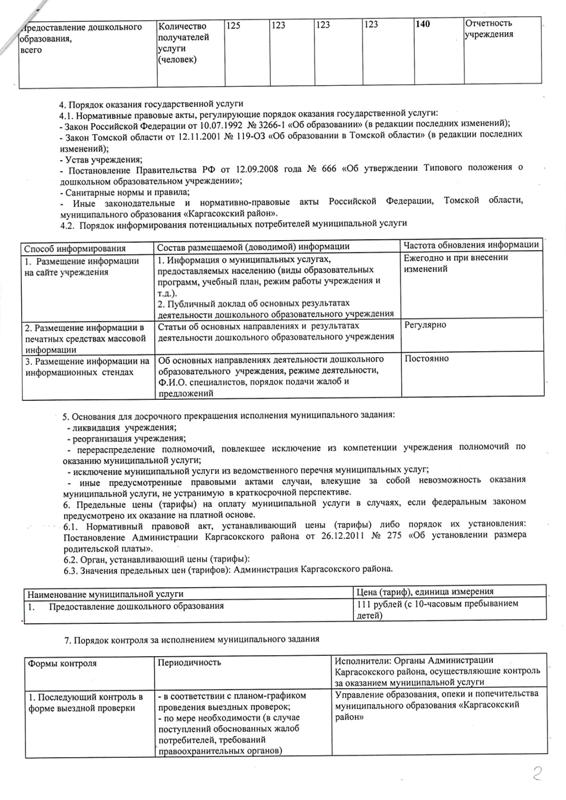 Предоставление дошкольного образования, всего | Количество получателей услуги (человек) | 125 | 123 | 123 | 123 | 140 | Отчетность учреждения
4. Порядок оказания государственной услуги
4.1. Нормативные правовые акты, регулирующие порядок оказания государственной услуги:
- Закон Российской Федерации от 10.07.1992 № 3266-1 «Об образовании» (в редакции последних изменений);
- Закон Томской области от 12.11.2001 № 119-ОЗ «Об образовании в Томской области» (в редакции последних
изменений);
- Устав учреждения;
- Постановление Правительства РФ от 12.09.2008 года № 666 «Об утверждении Типового положения о
дошкольном образовательном учреждении»;
- Санитарные нормы и правила;
- Иные законодательные и нормативно-правовые акты Российской Федерации, Томской области,
муниципального образования «Каргасокский район».
4.2. Порядок информирования потенциальных потребителей муниципальной услуги
Способ информирования | Состав размещаемой (доводимой) информации | Частота обновления информации
1. Размещение информации на сайте учреждения | 1. Информация о муниципальных услугах, предоставляемых населению (виды образовательных программ, учебный план, режим работы учреждения и т.д.). 2. Публичный доклад об основных результатах деятельности дошкольного образовательного учреждения | Ежегодно и при внесении изменений
2. Размещение информации в печатных средствах массовой информации | Статьи об основных направлениях и результатах деятельности дошкольного образовательного учреждения | Регулярно
3. Размещение информации на информационных стендах | Об основных направлениях деятельности дошкольного образовательного учреждения, режиме деятельности, Ф.И.О. специалистов, порядок подачи жалоб и предложений | Постоянно
5. Основания для досрочного прекращения исполнения муниципального задания:
- ликвидация учреждения;
- реорганизация учреждения;
- перераспределение полномочий, повлекшее исключение из компетенции учреждения полномочий по
оказанию муниципальной услуги;
- исключение муниципальной услуги из ведомственного перечня муниципальных услуг;
- иные предусмотренные правовыми актами случаи, влекущие за собой невозможность оказания
муниципальной услуги, не устранимую в краткосрочной перспективе.
6. Предельные цены (тарифы) на оплату муниципальной услуги в случаях, если федеральным законом
предусмотрено их оказание на платной основе.
6.1. Нормативный правовой акт, устанавливающий цены (тарифы) либо порядок их установления:
Постановление Администрации Каргасокского района от 26.12.2011 № 275 «Об установлении размера
родительской платы».
6.2. Орган, устанавливающий цены (тарифы):
6.3. Значения предельных цен (тарифов): Администрация Каргасокского района.
Наименование муниципальной услуги | Цена (тариф), единица измерения
1. Предоставление дошкольного образования | 111 рублей (с 10-часовым пребыванием детей)
7. Порядок контроля за исполнением муниципального задания
Формы контроля | Периодичность | Исполнители: Органы Администрации Каргасокского района, осуществляющие контроль за оказанием муниципальной услуги
1. Последующий контроль в форме выездной проверки | - в соответствии с планом-графиком проведения выездных проверок; - по мере необходимости (в случае поступлений обоснованных жалоб потребителей, требований правоохранительных органов) | Управление образования, опеки и попечительства муниципального образования «Каргасокский район»
2